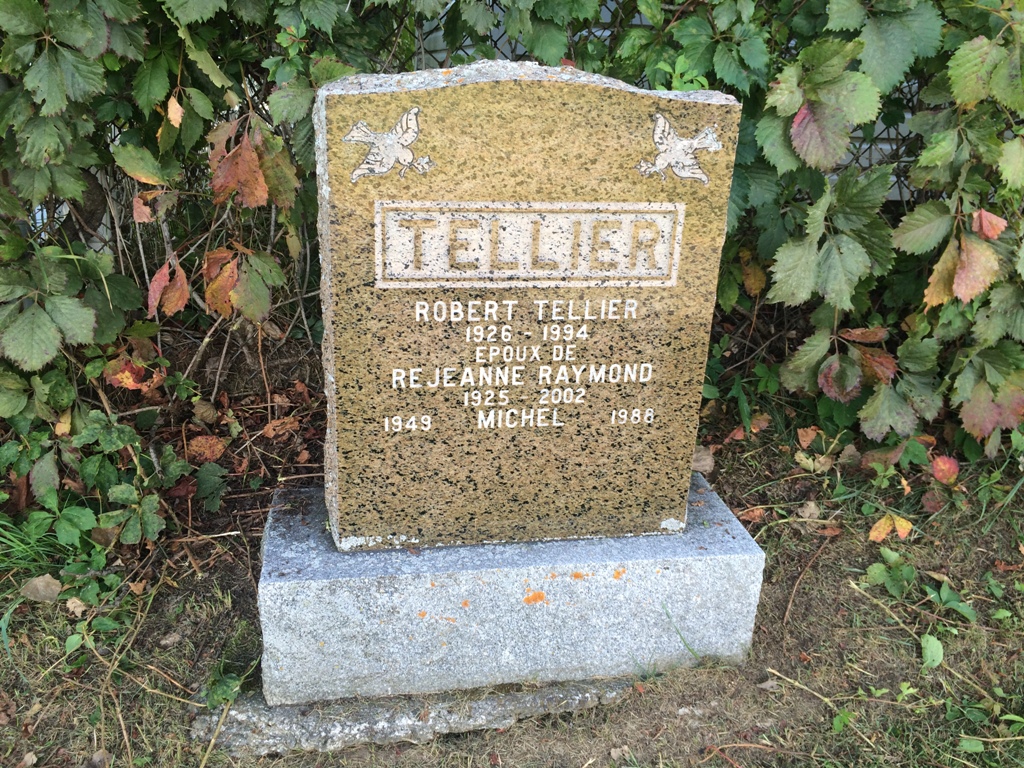 TELLIER
ROBERT TELLIER
1926 - 1994
EPOUX DE
REJEANNE RAYMOND
1925 - 2002
1949 MICHEL 1988